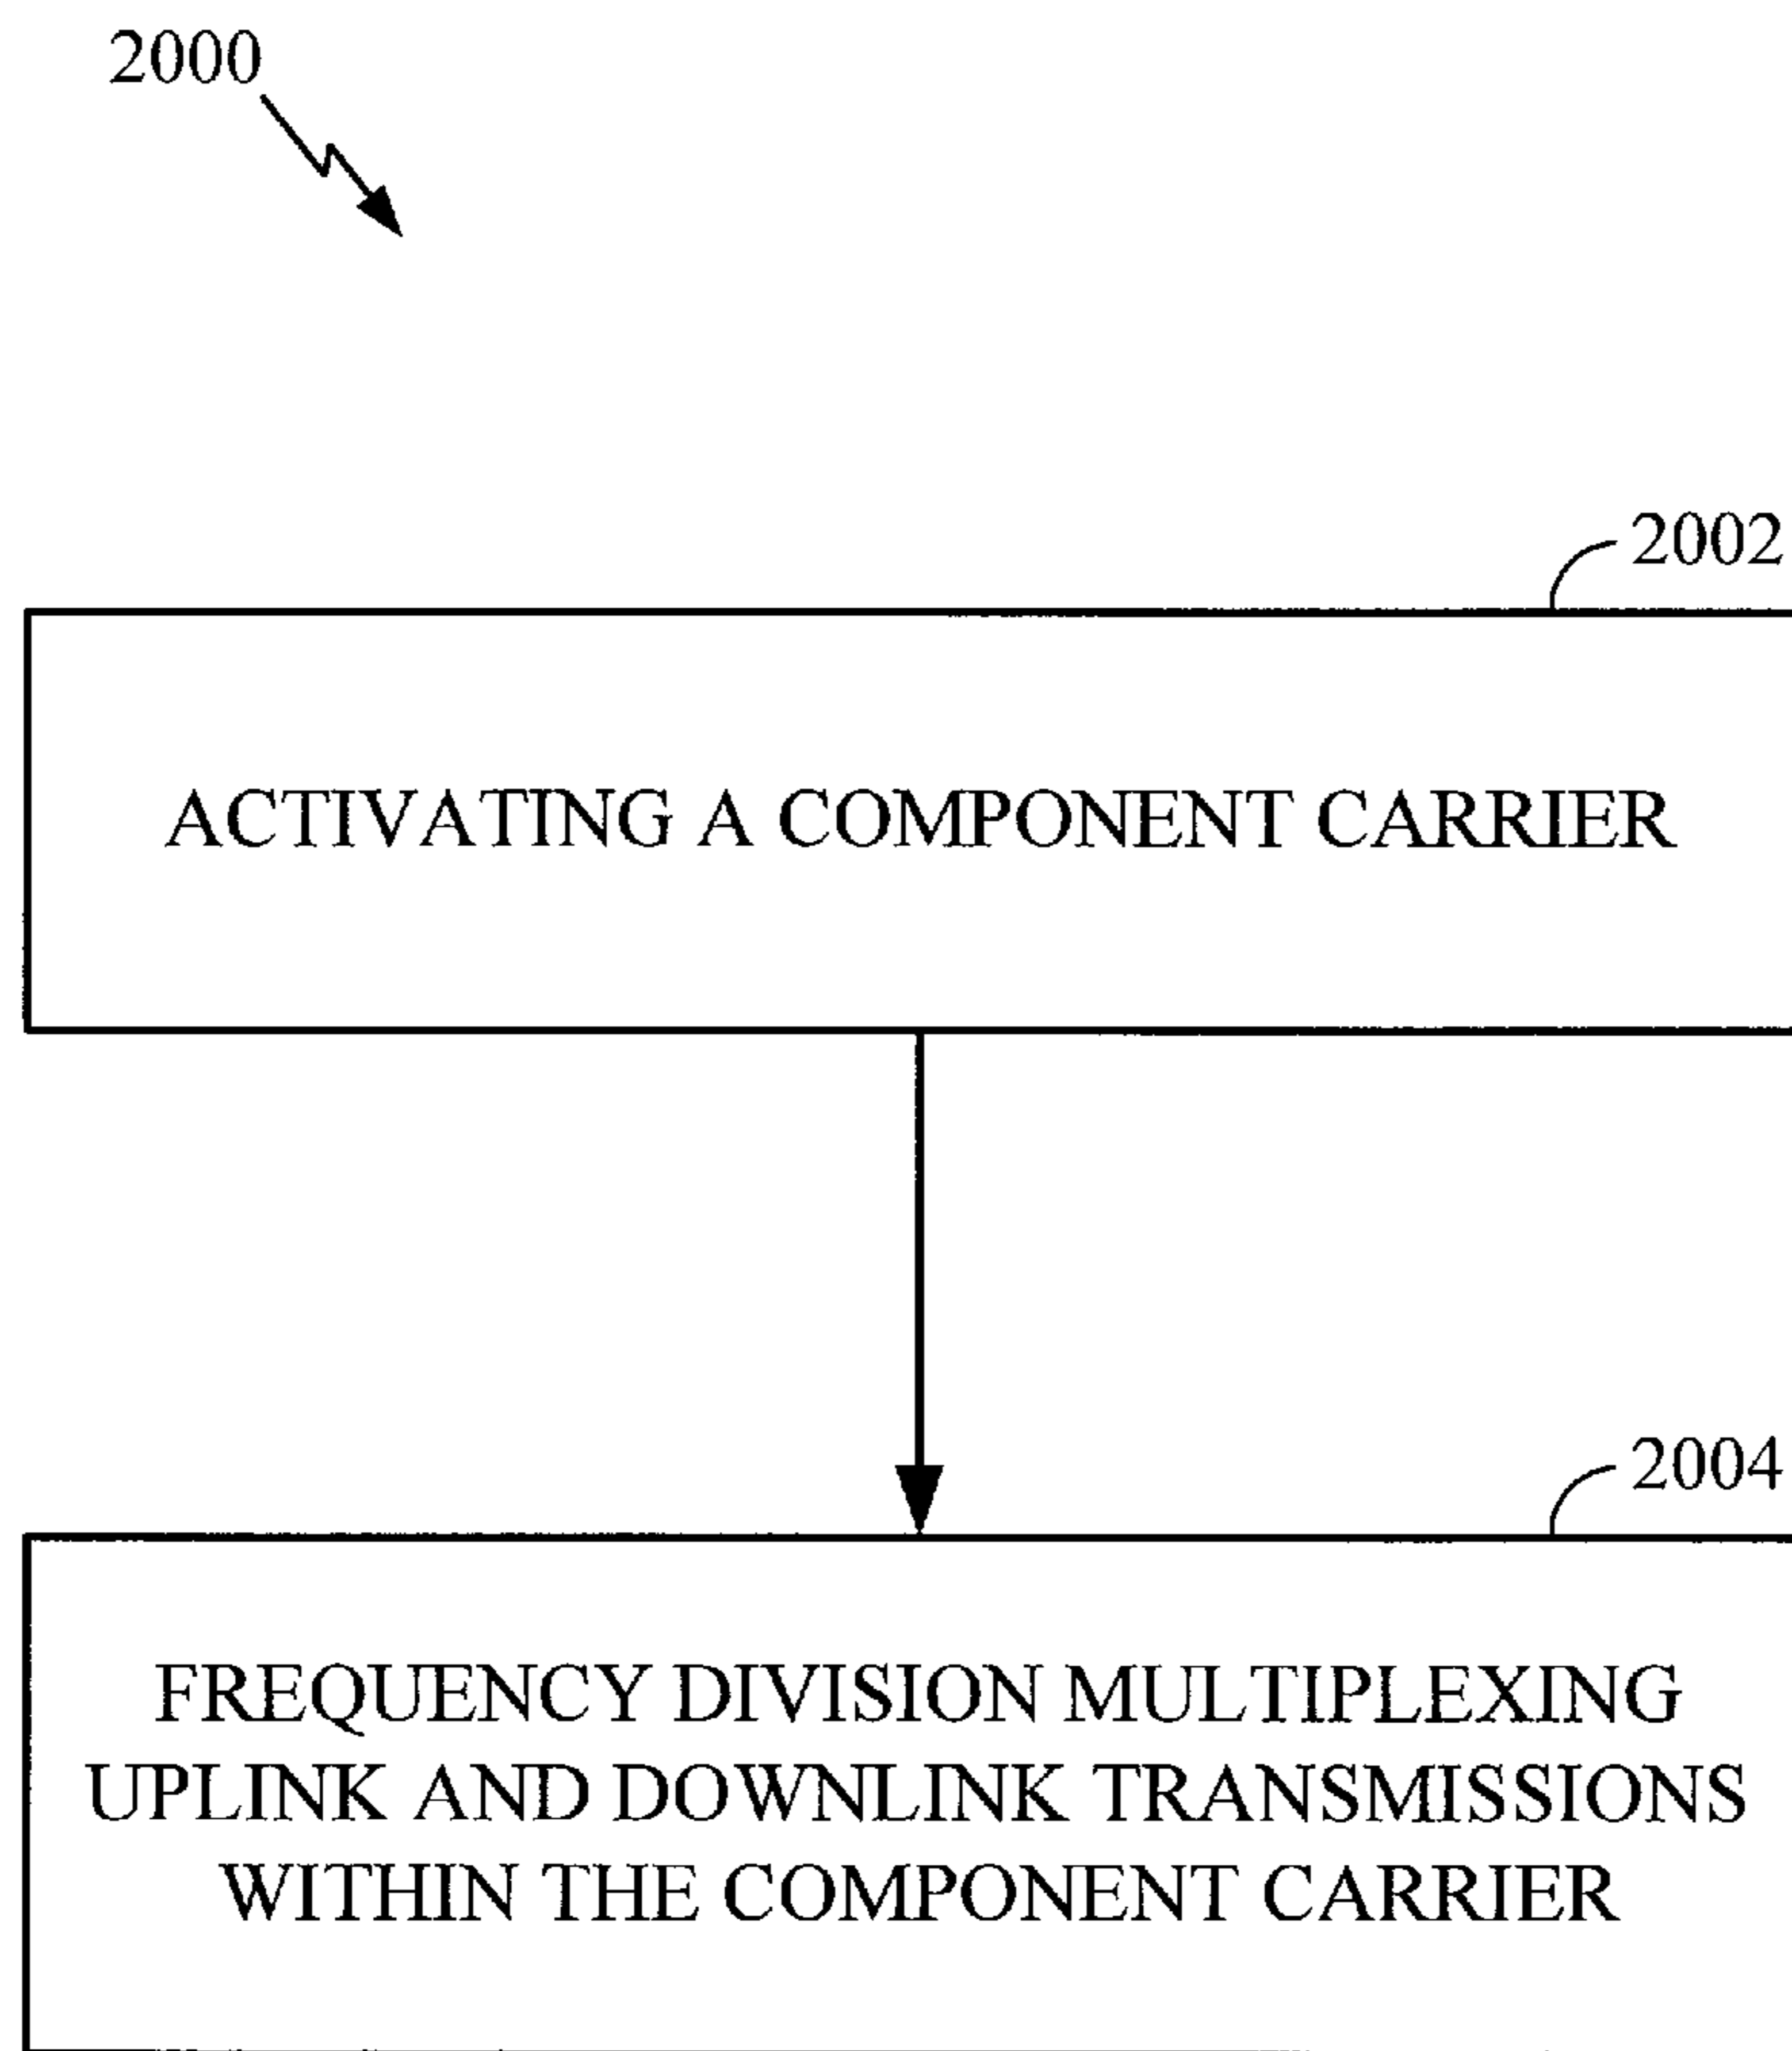 2000
2002
ACTIVATING A COMPONENT CARRIER
2004
FREQUENCY DIVISION MULTIPLEXING
UPLINK AND DOWNLINK TRANSMISSIONS
WITHIN THE COMPONENT CARRIER